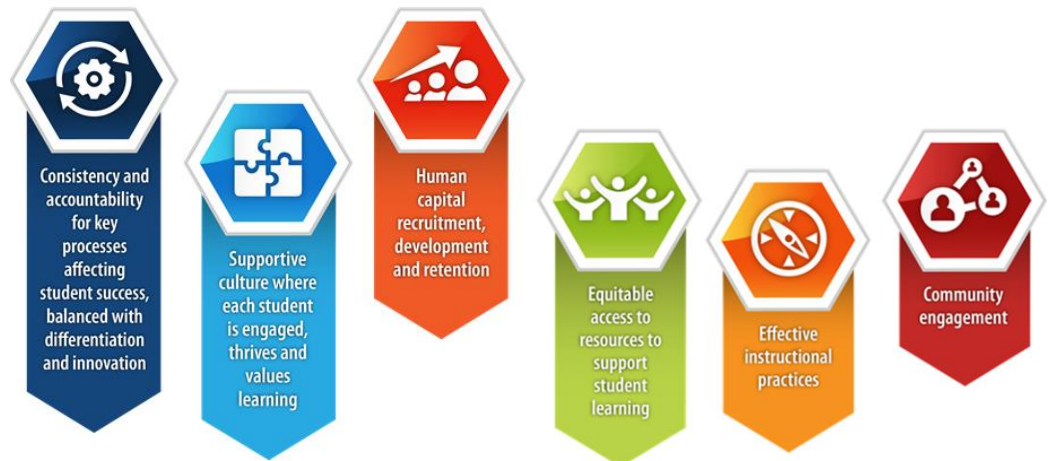 Consistency and
accountability
for key
processes
affecting
student success,
balanced with
differentiation
and innovation
Supportive
culture where
each student
is engaged,
thrives and
values
learning
Human
capital
recruitment,
development
and retention
Equitable
access to
resources to
support
student
learning
Effective
instructional
practices
Community
engagement